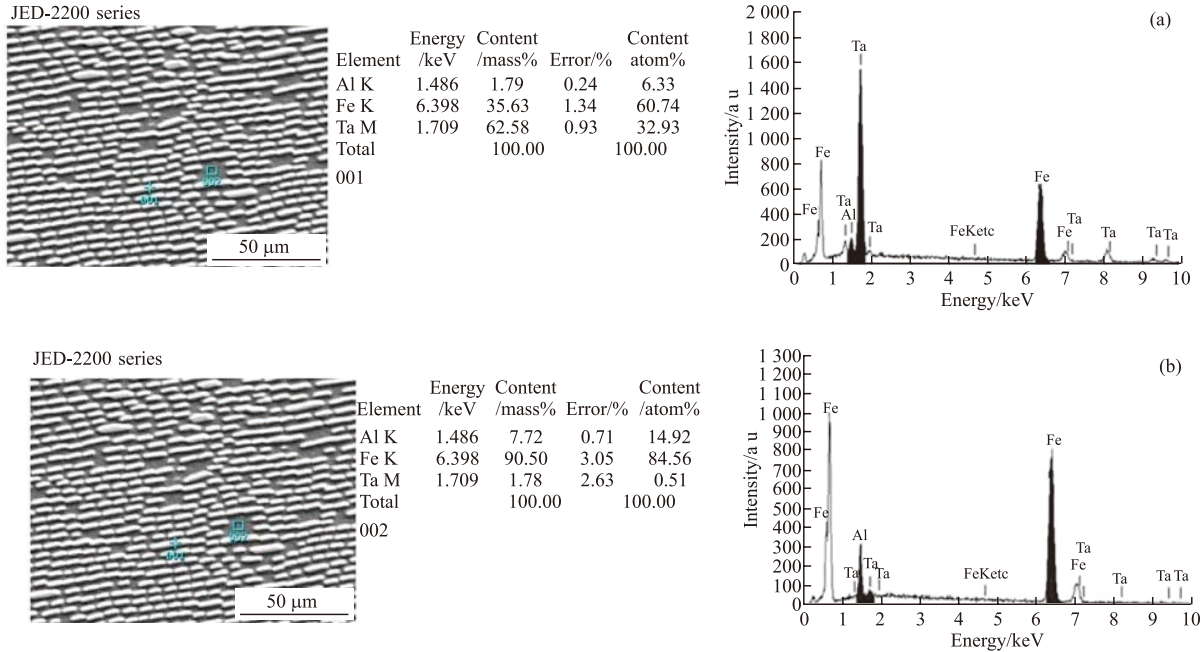 JED-2200 series
001
002
50 μm
Energy Content Content
Element /keV /mass% Error/% atom%
Al K 1.486 1.79 0.24 6.33
Fe K 6.398 35.63 1.34 60.74
Ta M 1.709 62.58 0.93 32.93
Total 100.00 100.00
001
(a)
2 000
1 800
1 600
1 400
1 200
1 000
800
600
400
200
0
Intensity/a u
Fe
Fe
Ta
Al
Ta
Ta
FeKetc
Fe
Fe
Ta
Ta
Ta
Ta
0 1 2 3 4 5 6 7 8 9 10
Energy/keV
JED-2200 series
001
002
50 μm
Energy Content Content
Element /keV /mass% Error/% /atom%
Al K 1.486 7.72 0.71 14.92
Fe K 6.398 90.50 3.05 84.56
Ta M 1.709 1.78 2.63 0.51
Total 100.00 100.00
002
(b)
1 300
1 100
1 000
900
800
700
600
500
400
300
200
100
0
Intensity/a u
Fe
Fe
Ta
Al
Ta
Ta
FeKetc
Fe
Ta
Fe
Ta
Ta
Ta
0 1 2 3 4 5 6 7 8 9 10
Energy/keV